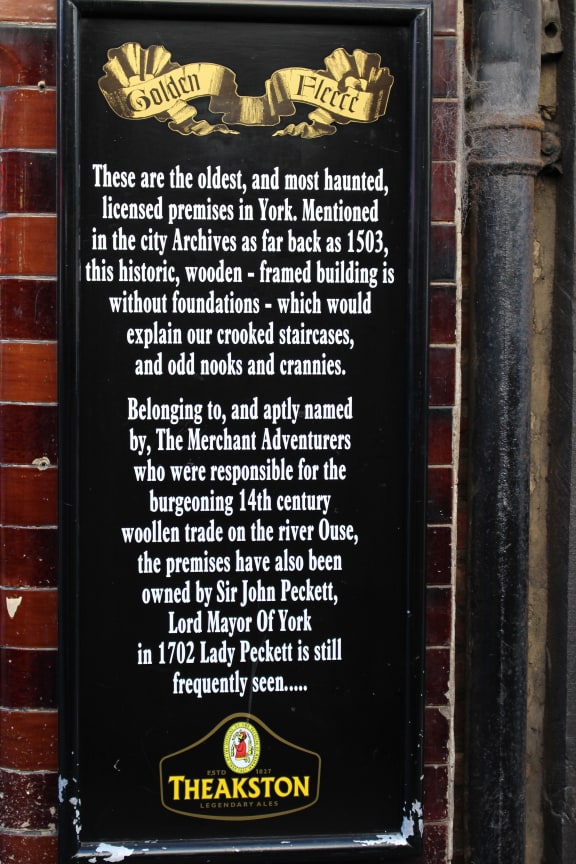 Golden Fleece
These are the oldest, and most haunted,
licensed premises in York. Mentioned
in the city Archives as far back as 1503,
this historic, wooden - framed building is
without foundations - which would
explain our crooked staircases,
and odd nooks and crannies.
Belonging to, and aptly named
by, The Merchant Adventurers
who were responsible for the
burgeoning 14th century
woollen trade on the river Ouse,
the premises have also been
owned by Sir John Peckett,
Lord Mayor Of York
in 1702 Lady Peckett is still
frequently seen.....
ESTD 1827
THEAKSTON
LEGENDARY ALES